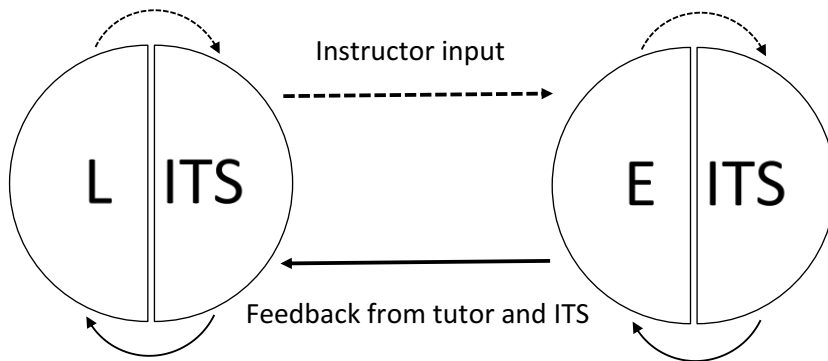 Instructor input
L ITS
E ITS
Feedback from tutor and ITS